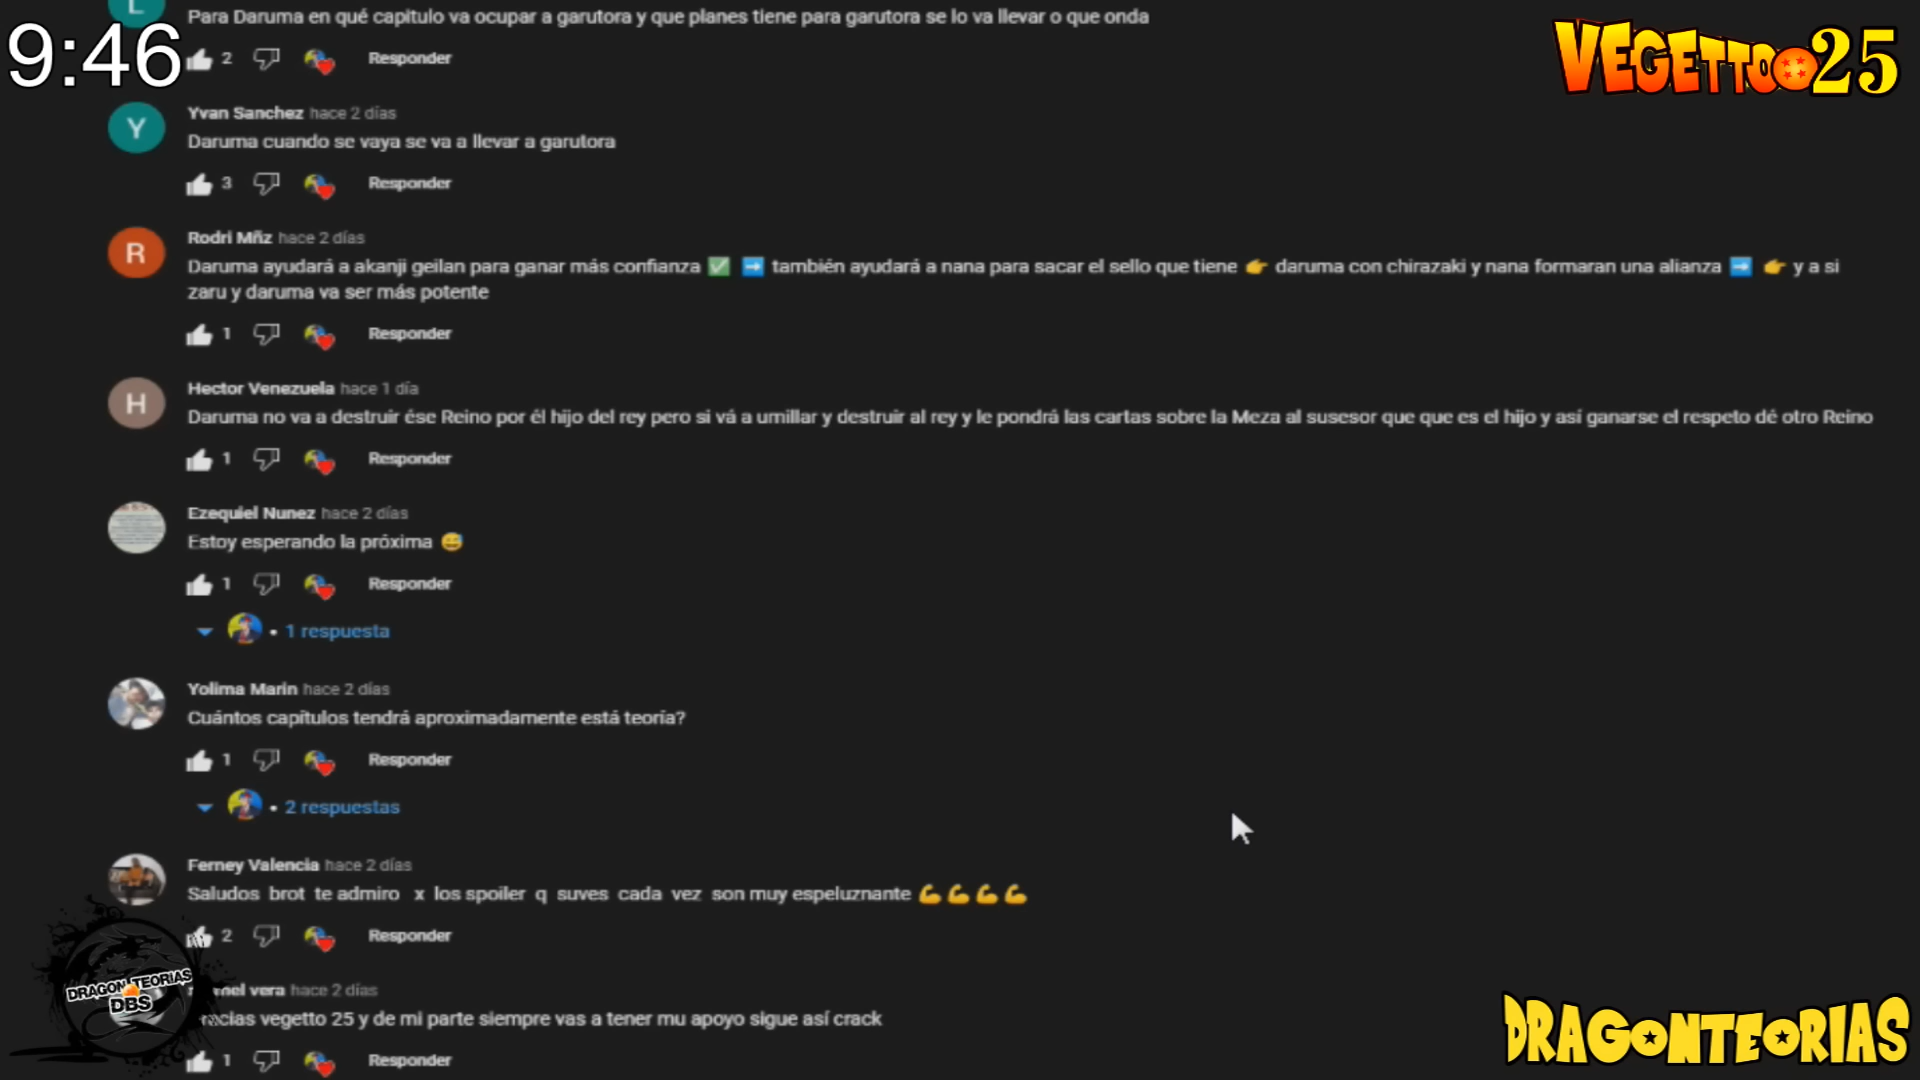 Para Daruma en qué capitulo va ocupar a garutora y que planes tiene para garutora se lo va llevar o que onda
9:46
VEGETTO 25
2 Responder
Yvan Sanchez hace 2 días
Y
Daruma cuando se vaya se va a llevar a garutora
3 Responder
Rodri Mñz hace 2 días
R
Daruma ayudará a akanji geilan para ganar más confianza ✅ ➡️ también ayudará a nana para sacar el sello que tiene 👉 daruma con chirazaki y nana formaran una alianza ➡️ 👉 y a si
zaru y daruma va ser más potente
1 Responder
Hector Venezuela hace 1 día
H
Daruma no va a destruir ése Reino por él hijo del rey pero si vá a umillar y destruir al rey y le pondrá las cartas sobre la Meza al susesor que que es el hijo y así ganarse el respeto dé otro Reino
1 Responder
Ezequiel Nunez hace 2 días
Estoy esperando la próxima 😅
1 Responder
• 1 respuesta
Yolima Marin hace 2 días
Cuántos capítulos tendrá aproximadamente está teoría?
1 Responder
• 2 respuestas
Ferney Valencia hace 2 días
Saludos brot te admiro x los spoiler q suves cada vez son muy espeluznante 💪💪💪💪
2 Responder
DRAGON TEORIAS
DBS
vera hace 2 días
vegetto 25 y de mi parte siempre vas a tener mu apoyo sigue así crack
DRAGONTEORIAS
1 Responder